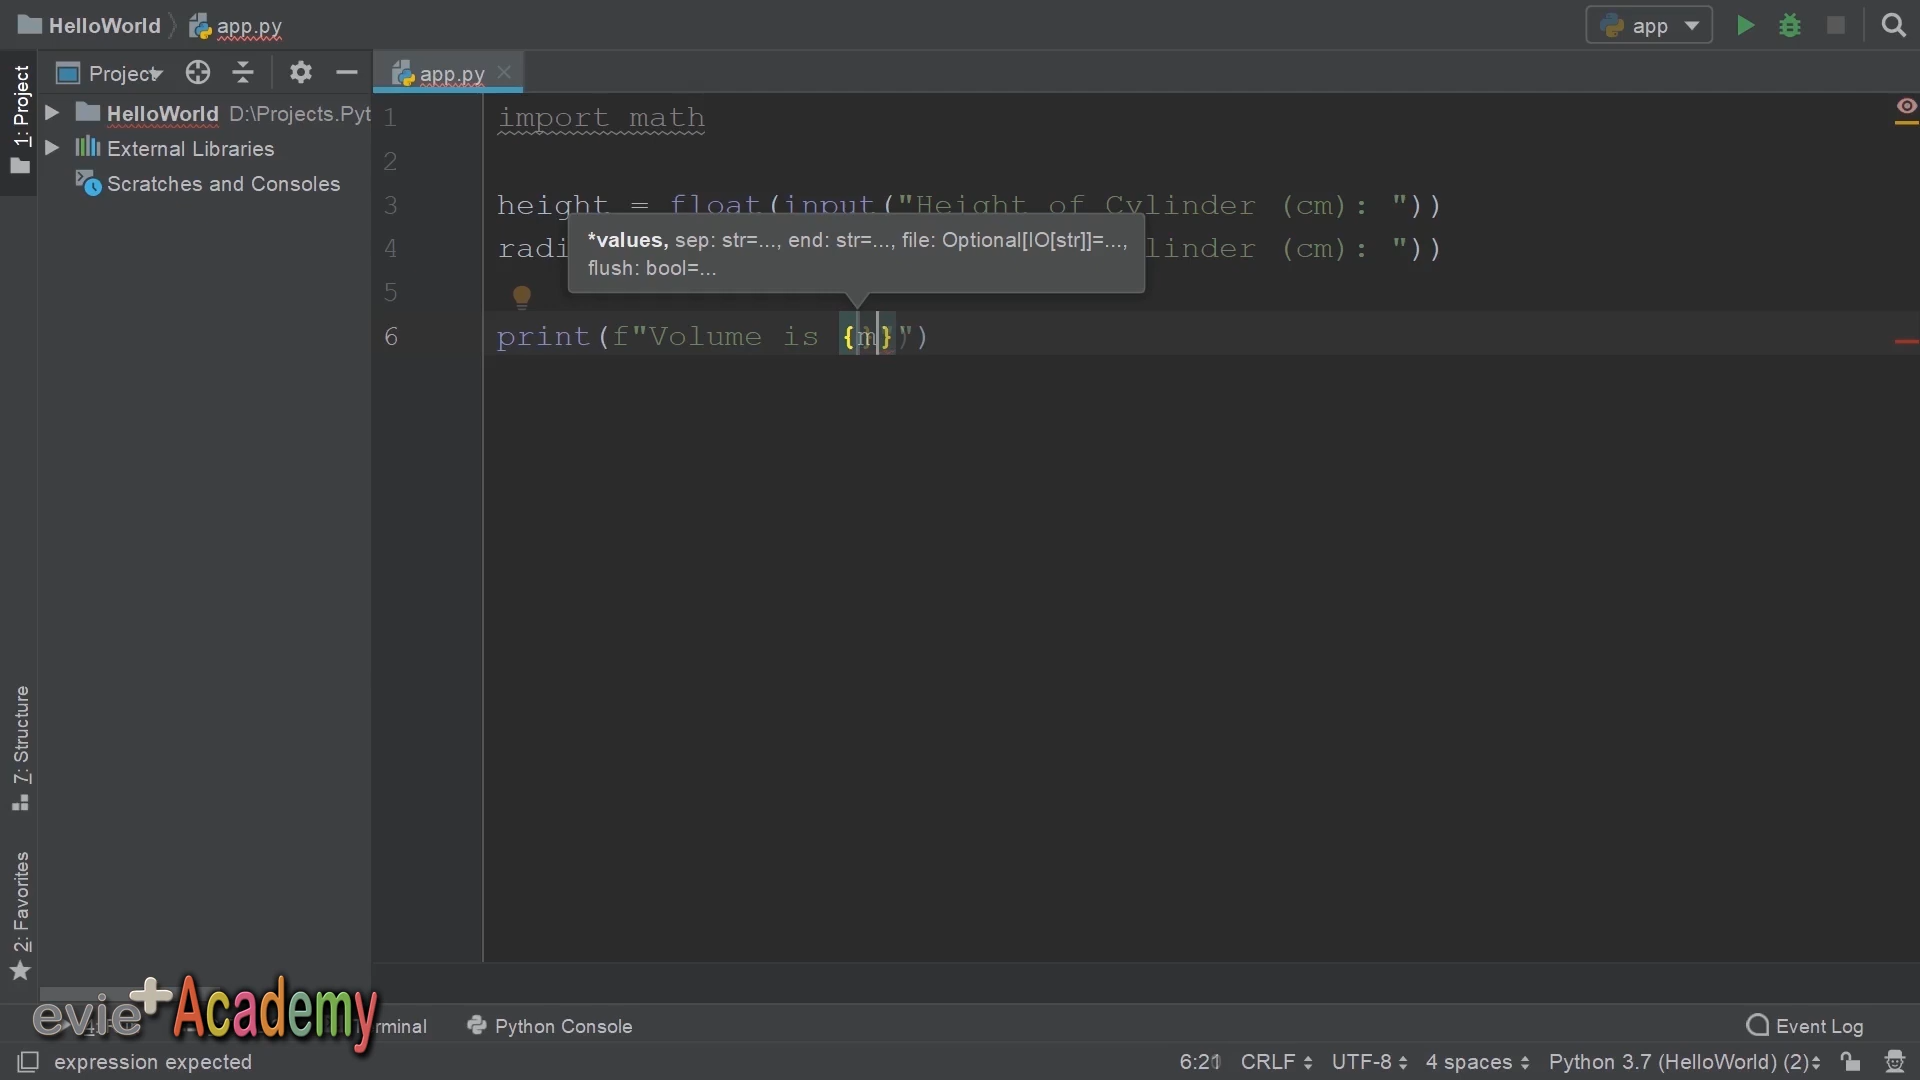 HelloWorld app.py
app
1: Project
Project
app.py
HelloWorld D:\Projects.Pyt
External Libraries
Scratches and Consoles
1 import math
2
3 height = float(input("Height of Cylinder (cm): "))
4 radi linder (cm): "))
*values, sep: str=..., end: str=..., file: Optional[IO[str]]=...,
flush: bool=...
5
6 print(f"Volume is {m}")
7: Structure
2: Favorites
evie+Academy
rminal Python Console
Event Log
expression expected
CRLF UTF-8 4 spaces Python 3.7 (HelloWorld) (2)